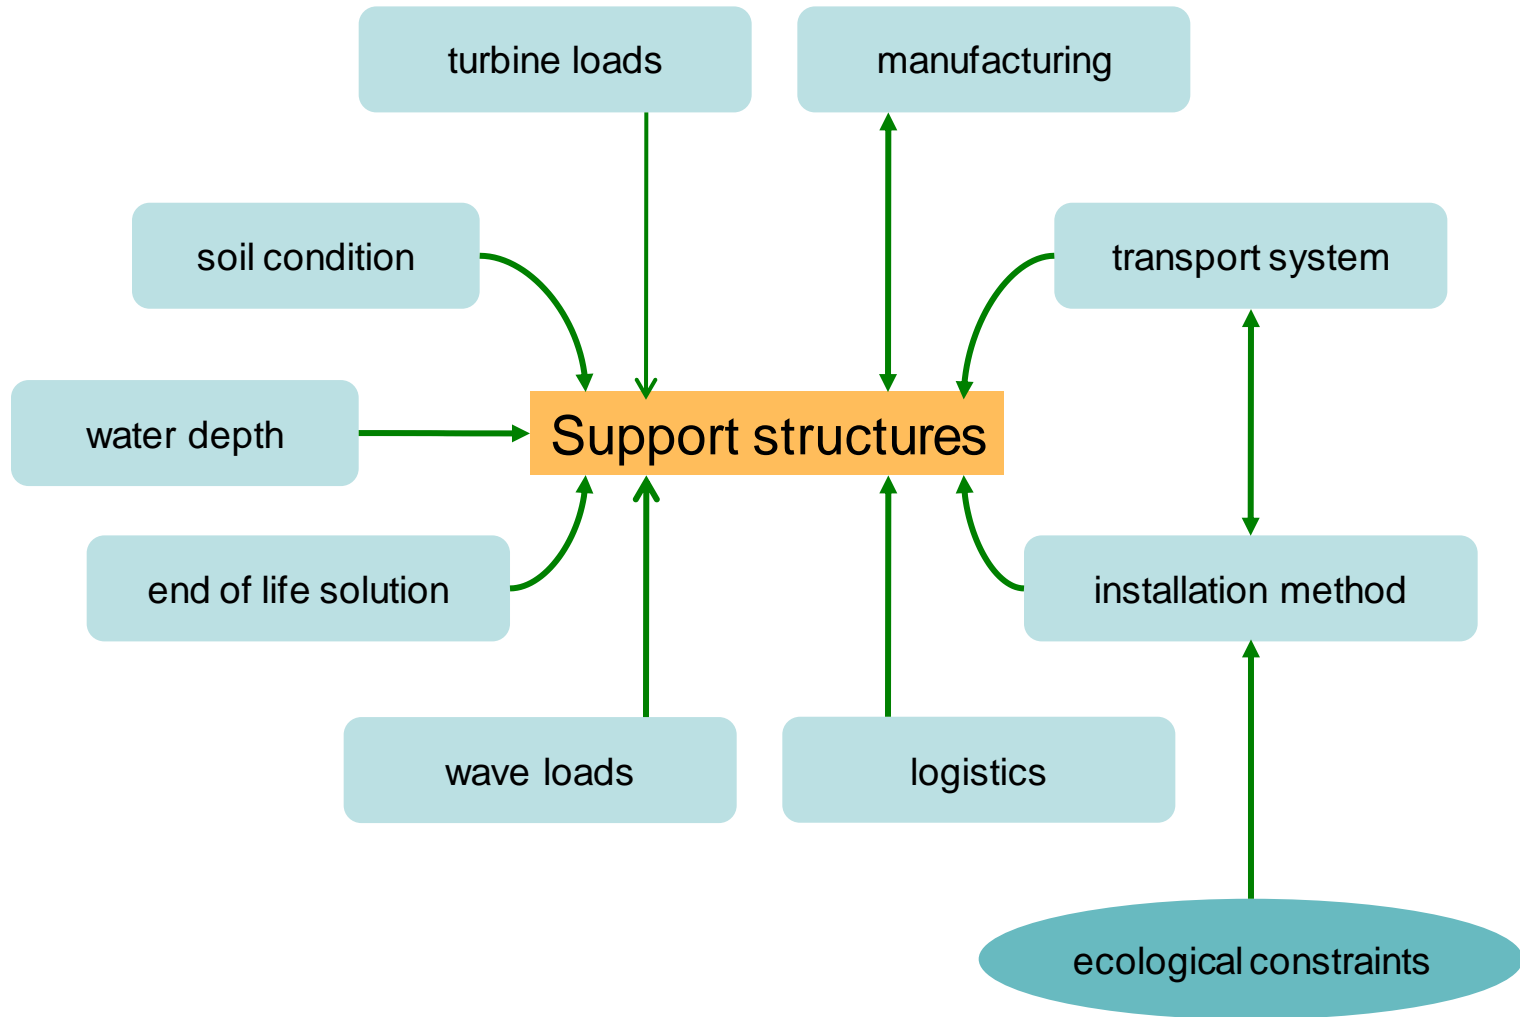 turbine loads
manufacturing
soil condition
transport system
water depth
Support structures
end of life solution
installation method
wave loads
logistics
ecological constraints